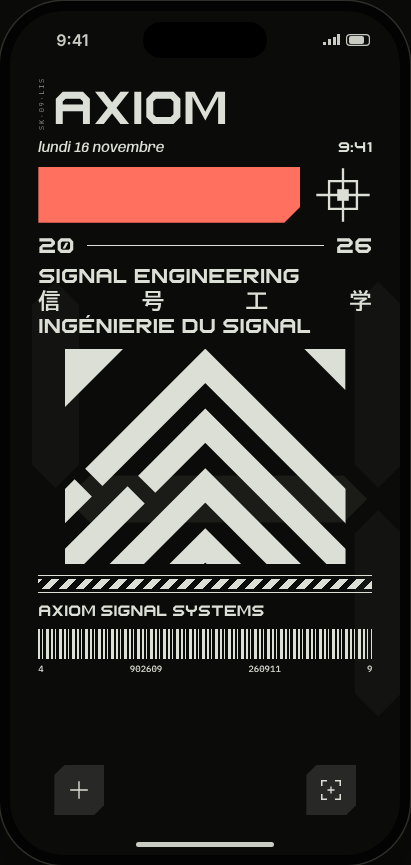 9:41
SK-09-LIS
AXIOM
lundi 16 novembre
9:41
20
26
SIGNAL ENGINEERING
信 号 工 学
INGÉNIERIE DU SIGNAL
AXIOM SIGNAL SYSTEMS
4 902609 260911 9